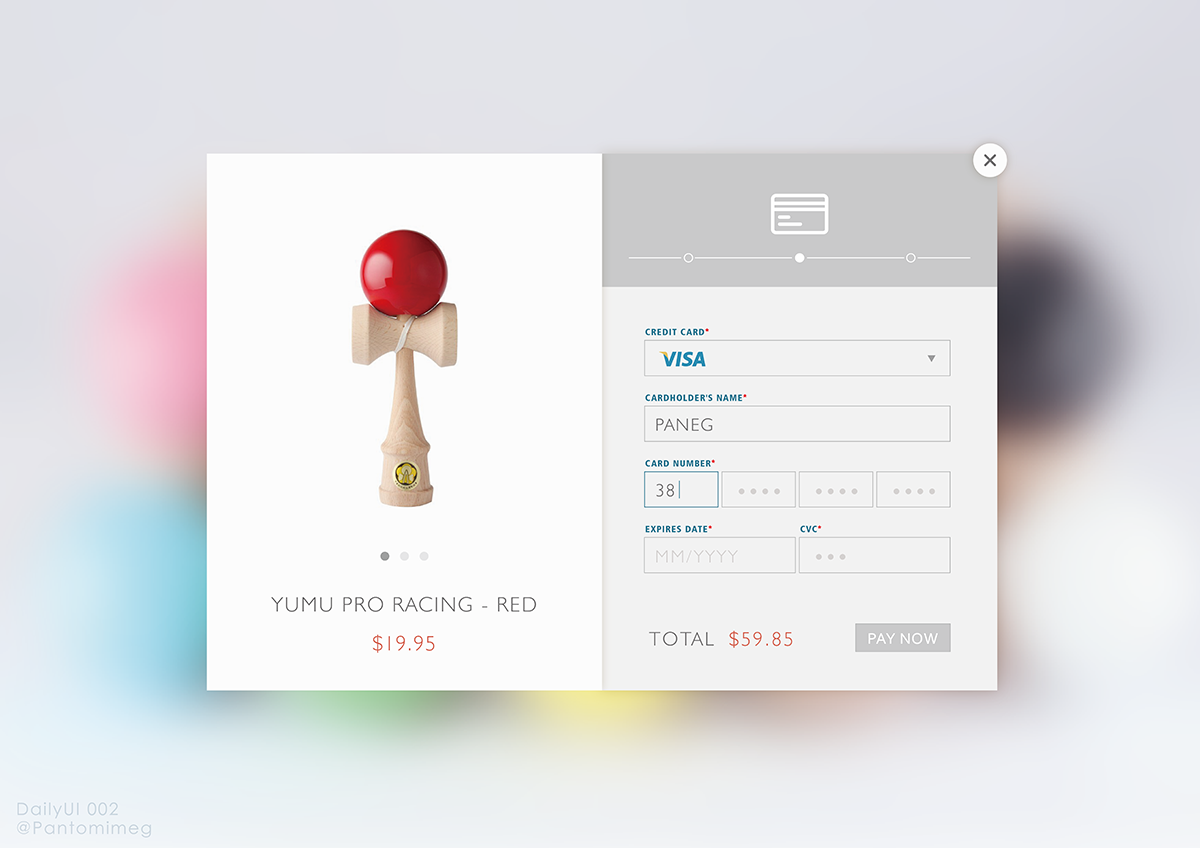 YUMU PRO RACING - RED
$19.95
CREDIT CARD*
VISA
CARDHOLDER'S NAME*
PANEG
CARD NUMBER*
38
EXPIRES DATE*
CVC*
MM/YYYY
TOTAL $59.85
PAY NOW
DailyUI 002
@Pantomimeg